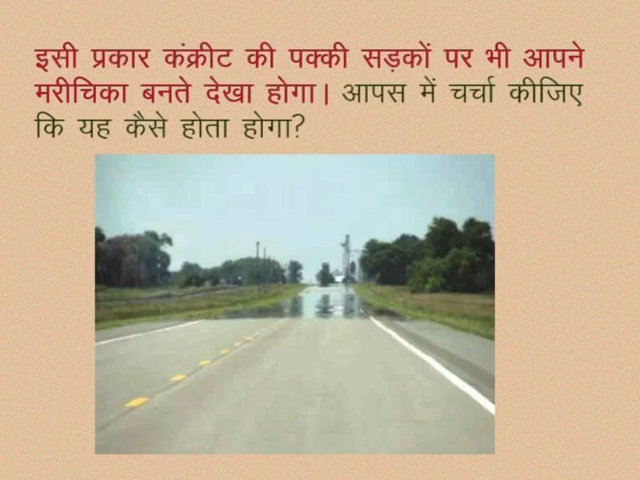 इसी प्रकार कंक्रीट की पक्की सड़कों पर भी आपने
मरीचिका बनते देखा होगा। आपस में चर्चा कीजिए
कि यह कैसे होता होगा?